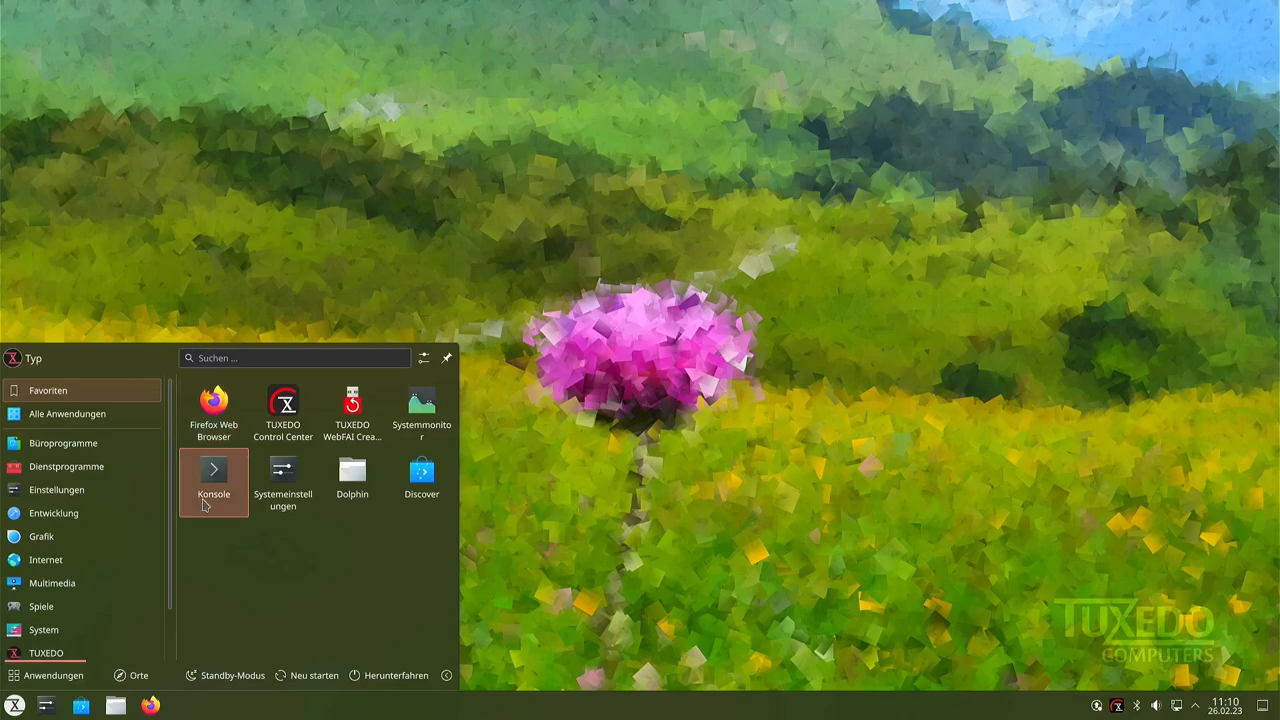 Typ
Suchen ...
Favoriten
Alle Anwendungen
Büroprogramme
Dienstprogramme
Einstellungen
Entwicklung
Grafik
Internet
Multimedia
Spiele
System
TUXEDO
Firefox Web
Browser
TUXEDO
Control Center
TUXEDO
WebFAI Crea...
Systemmonito
r
Konsole
Systemeinstell
ungen
Dolphin
Discover
Anwendungen
Orte
Standby-Modus
Neu starten
Herunterfahren
TUXEDO
COMPUTERS
11:10
26.02.23